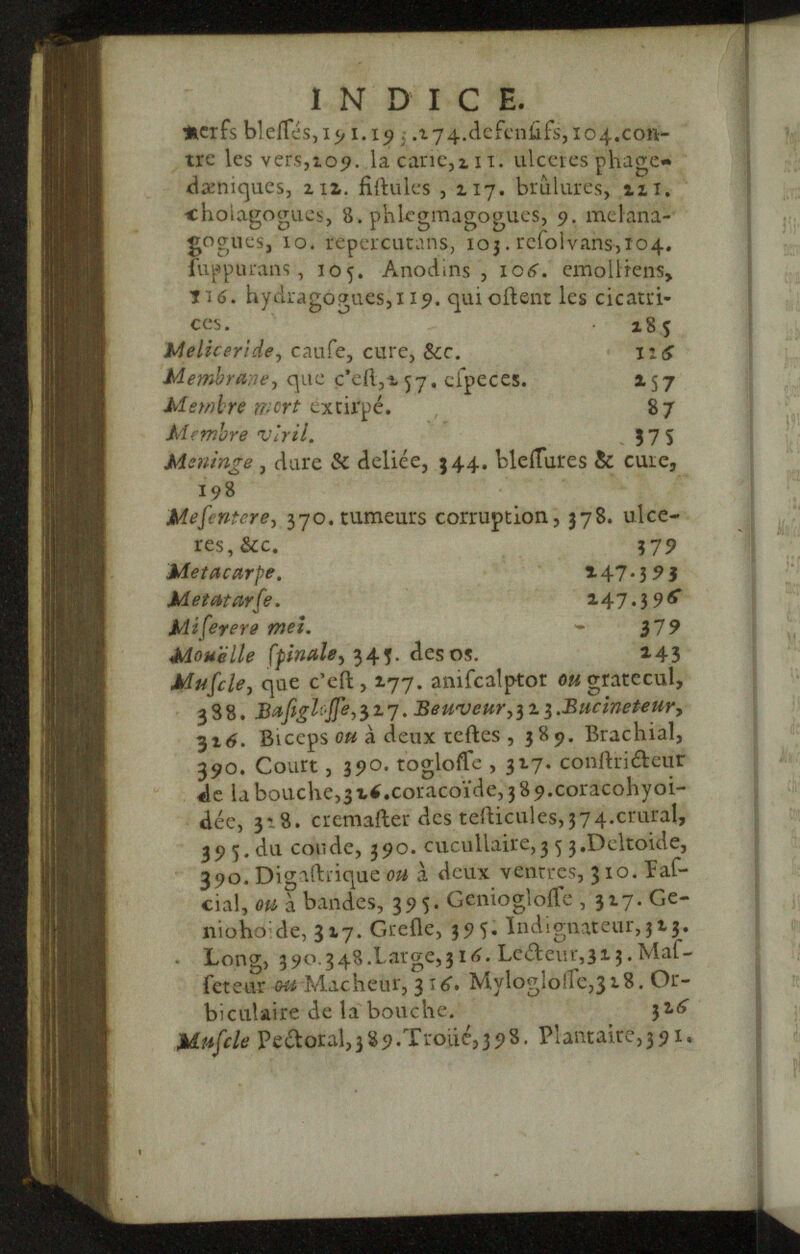 INDICE.
nerfs blessés,191.193.274.defensifs,104.con-
tre les vers,209. la carie,211. ulceres phage-
dæniques, 212. fistules , 217. brûlures, 221.
cholagogues, 8. phlegmagogues, 9. melana-
gogues, 10. repercutans, 103. resolvans,104.
suppurans, 105. Anodins , 106. emolliens,
116. hydragogues,119. qui ostent les cicatri-
ces. 285
Meliceride, cause, cure, &c. 126
Membrane, que c'est,257. especes. 257
Membre mort extirpé. 87
Membre viril. 375
Meninge , dure & deliée, 344. blessures & cure,
198
Mesentere, 370. tumeurs corruption, 378. ulce-
res, &c. 379
Metacarpe. 247.393
Metatarse. 247.396
Miserere mei. 379
Mouëlle spinale, 345. des os. 243
Muscle, que c'est, 277. aniscalptor ou gratecul,
388. Basiglosse,327. Beuveur,323.Bucineteur,
326. Biceps ou à deux testes , 389. Brachial,
390. Court, 390. toglosse , 327. constricteur
de la bouche,326.coracoïde,389.coracohyoi-
dée, 328. cremaster des testicules,374.crural,
395. du coude, 390. cucullaire,353.Deltoide,
390. Digastrique ou à deux ventres, 310. Fas-
cial, ou à bandes, 395. Genioglosse , 327. Ge-
niohoide, 327. Gresle, 395. Indignateur,323.
Long, 390.348.Large,316. Lecteur,323. Mas-
seteur ou Macheur, 316. Myloglosse,328. Or-
biculaire de la bouche. 326
Muscle Pectoral,389.Troüé,398. Plantaire,391.